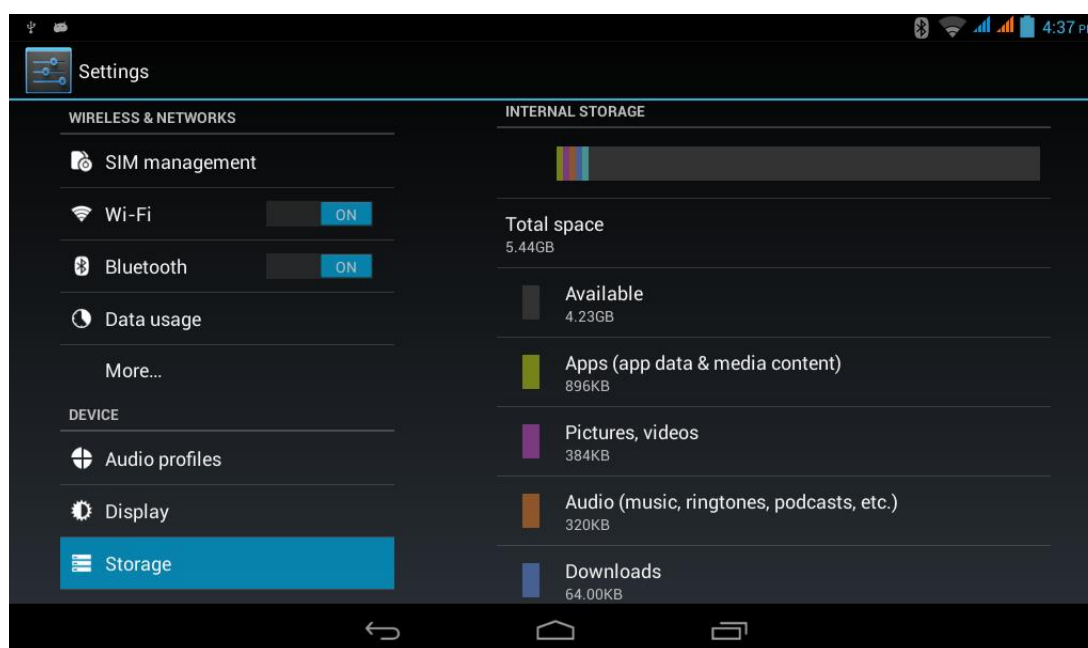 4:37 P
Settings
WIRELESS & NETWORKS
SIM management
Wi-Fi
ON
Bluetooth
ON
Data usage
More...
DEVICE
Audio profiles
Display
Storage
INTERNAL STORAGE
Total space
5.44GB
Available
4.23GB
Apps (app data & media content)
896KB
Pictures, videos
384KB
Audio (music, ringtones, podcasts, etc.)
320KB
Downloads
64.00KB